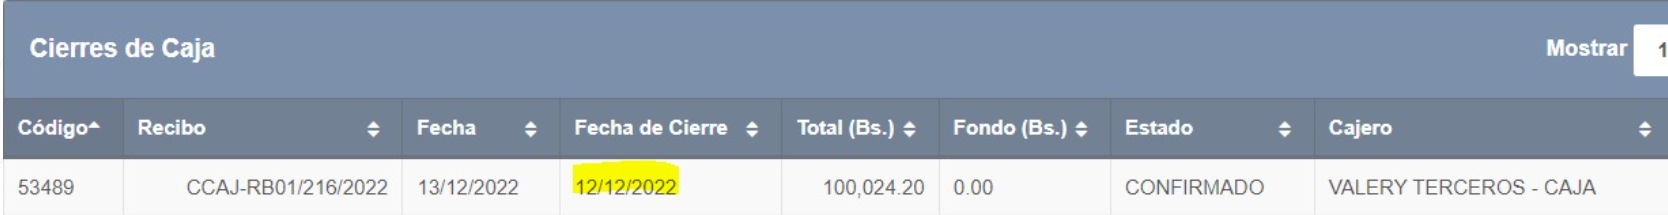 Cierres de Caja Mostrar 1
Código Recibo Fecha Fecha de Cierre Total (Bs.) Fondo (Bs.) Estado Cajero
53489 CCAJ-RB01/216/2022 13/12/2022 12/12/2022 100,024.20 0.00 CONFIRMADO VALERY TERCEROS - CAJA